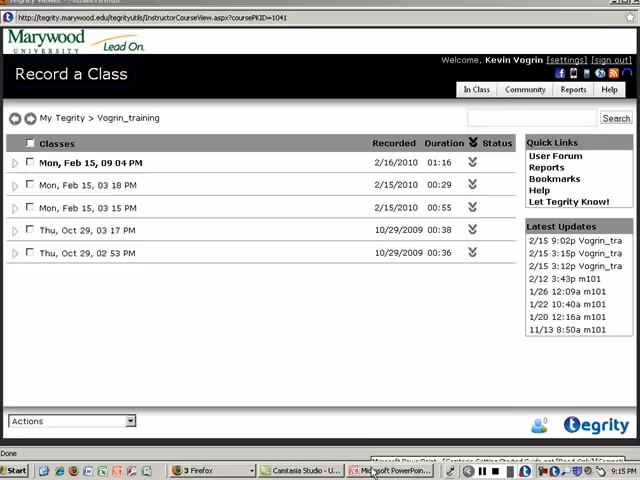 Tegrity Viewer - Mozilla Firefox
http://tegrity.marywood.edu/tegrityutils/InstructorCourseView.aspx?coursePKID=1041
Marywood
UNIVERSITY Lead On.
Welcome, Kevin Vogrin [settings] [sign out]
Record a Class
In Class Community Reports Help
My Tegrity > Vogrin_training Search
Classes Recorded Duration Status
Mon, Feb 15, 09 04 PM 2/16/2010 01:16
Mon, Feb 15, 03 18 PM 2/15/2010 00:29
Mon, Feb 15, 03 15 PM 2/15/2010 00:55
Thu, Oct 29, 03 17 PM 10/29/2009 00:38
Thu, Oct 29, 02 53 PM 10/29/2009 00:36
Quick Links
User Forum
Reports
Bookmarks
Help
Let Tegrity Know!
Latest Updates
2/15 9:02p Vogrin_tra
2/15 3:15p Vogrin_tra
2/15 3:12p Vogrin_tra
2/12 3:43p m101
1/26 12:09a m101
1/22 10:40a m101
1/20 12:16a m101
11/13 8:50a m101
Actions
tegrity
Done
Start 3 Firefox Camtasia Studio - U... Microsoft PowerPoin... 9:15 PM